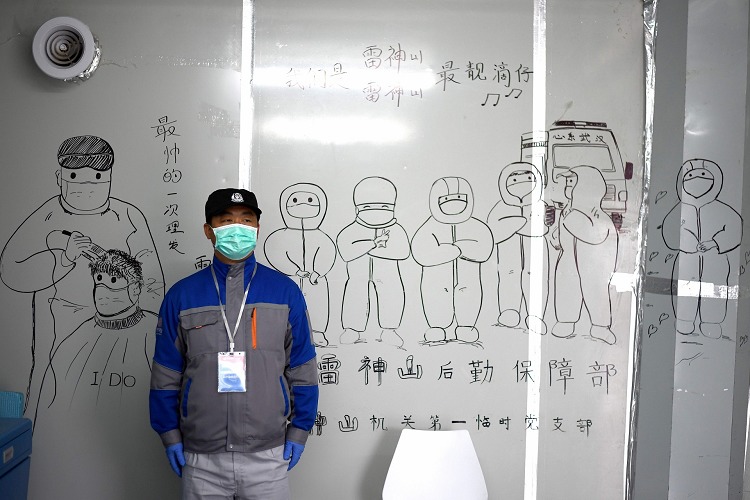 我们是 雷神山 最靓滴仔
雷神山
最帅的一次理发
心系武汉
I DO
雷
雷神山后勤保障部
神山机关第一临时党支部